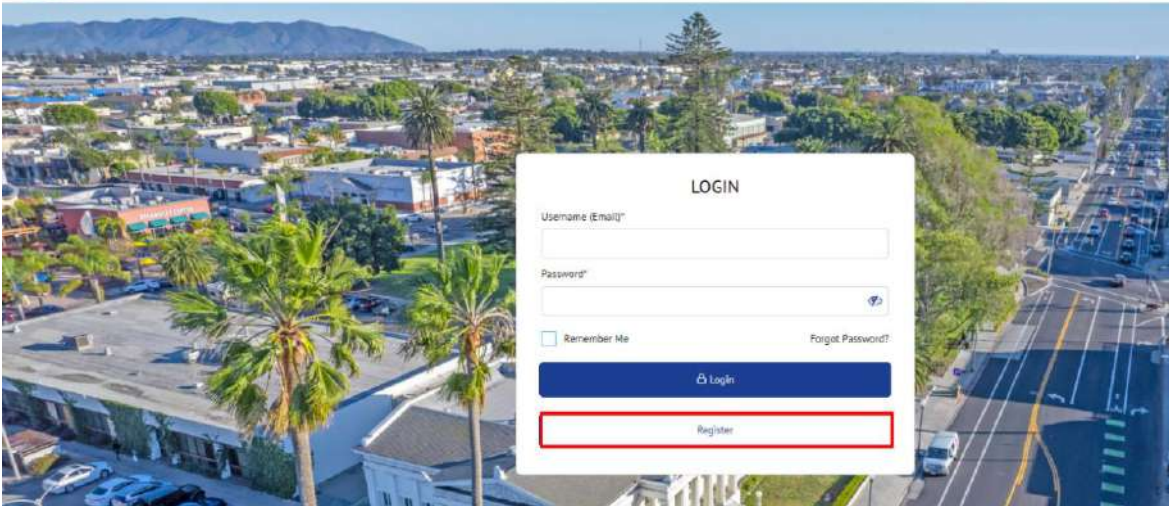 LOGIN
Username (Email)*
Password*
Remember Me
Forgot Password?
Login
Register